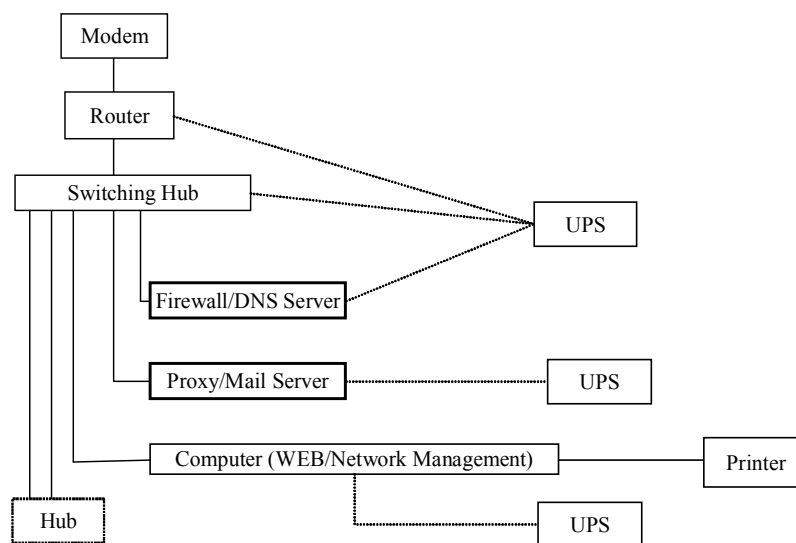 Modem
Router
Switching Hub
UPS
Firewall/DNS Server
Proxy/Mail Server
UPS
Computer (WEB/Network Management)
Printer
Hub
UPS